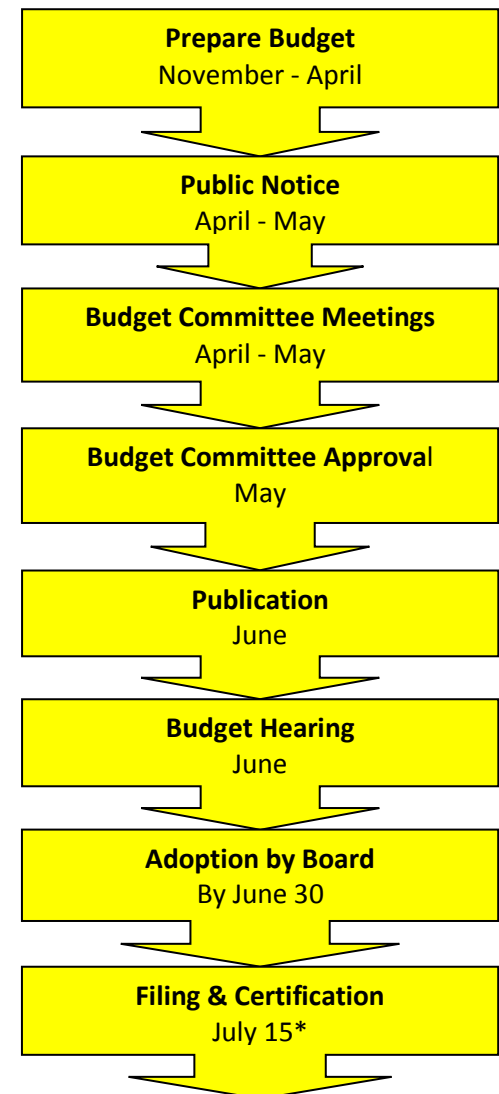 Prepare Budget
November - April
Public Notice
April - May
Budget Committee Meetings
April - May
Budget Committee Approval
May
Publication
June
Budget Hearing
June
Adoption by Board
By June 30
Filing & Certification
July 15*